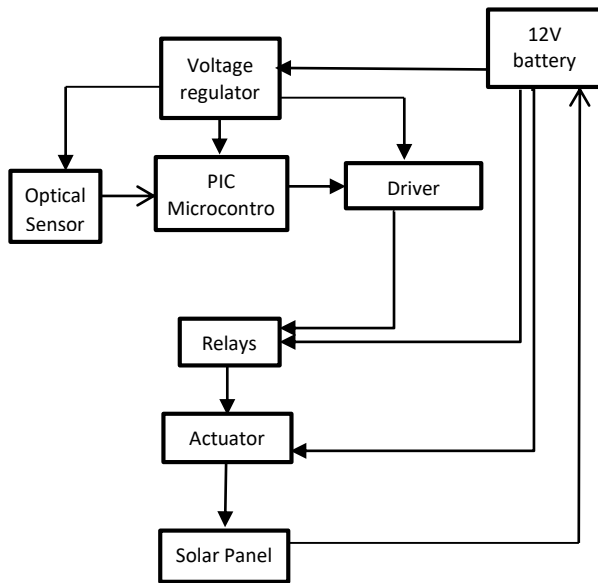 12V
battery
Voltage
regulator
PIC
Microcontro
Driver
Optical
Sensor
Relays
Actuator
Solar Panel